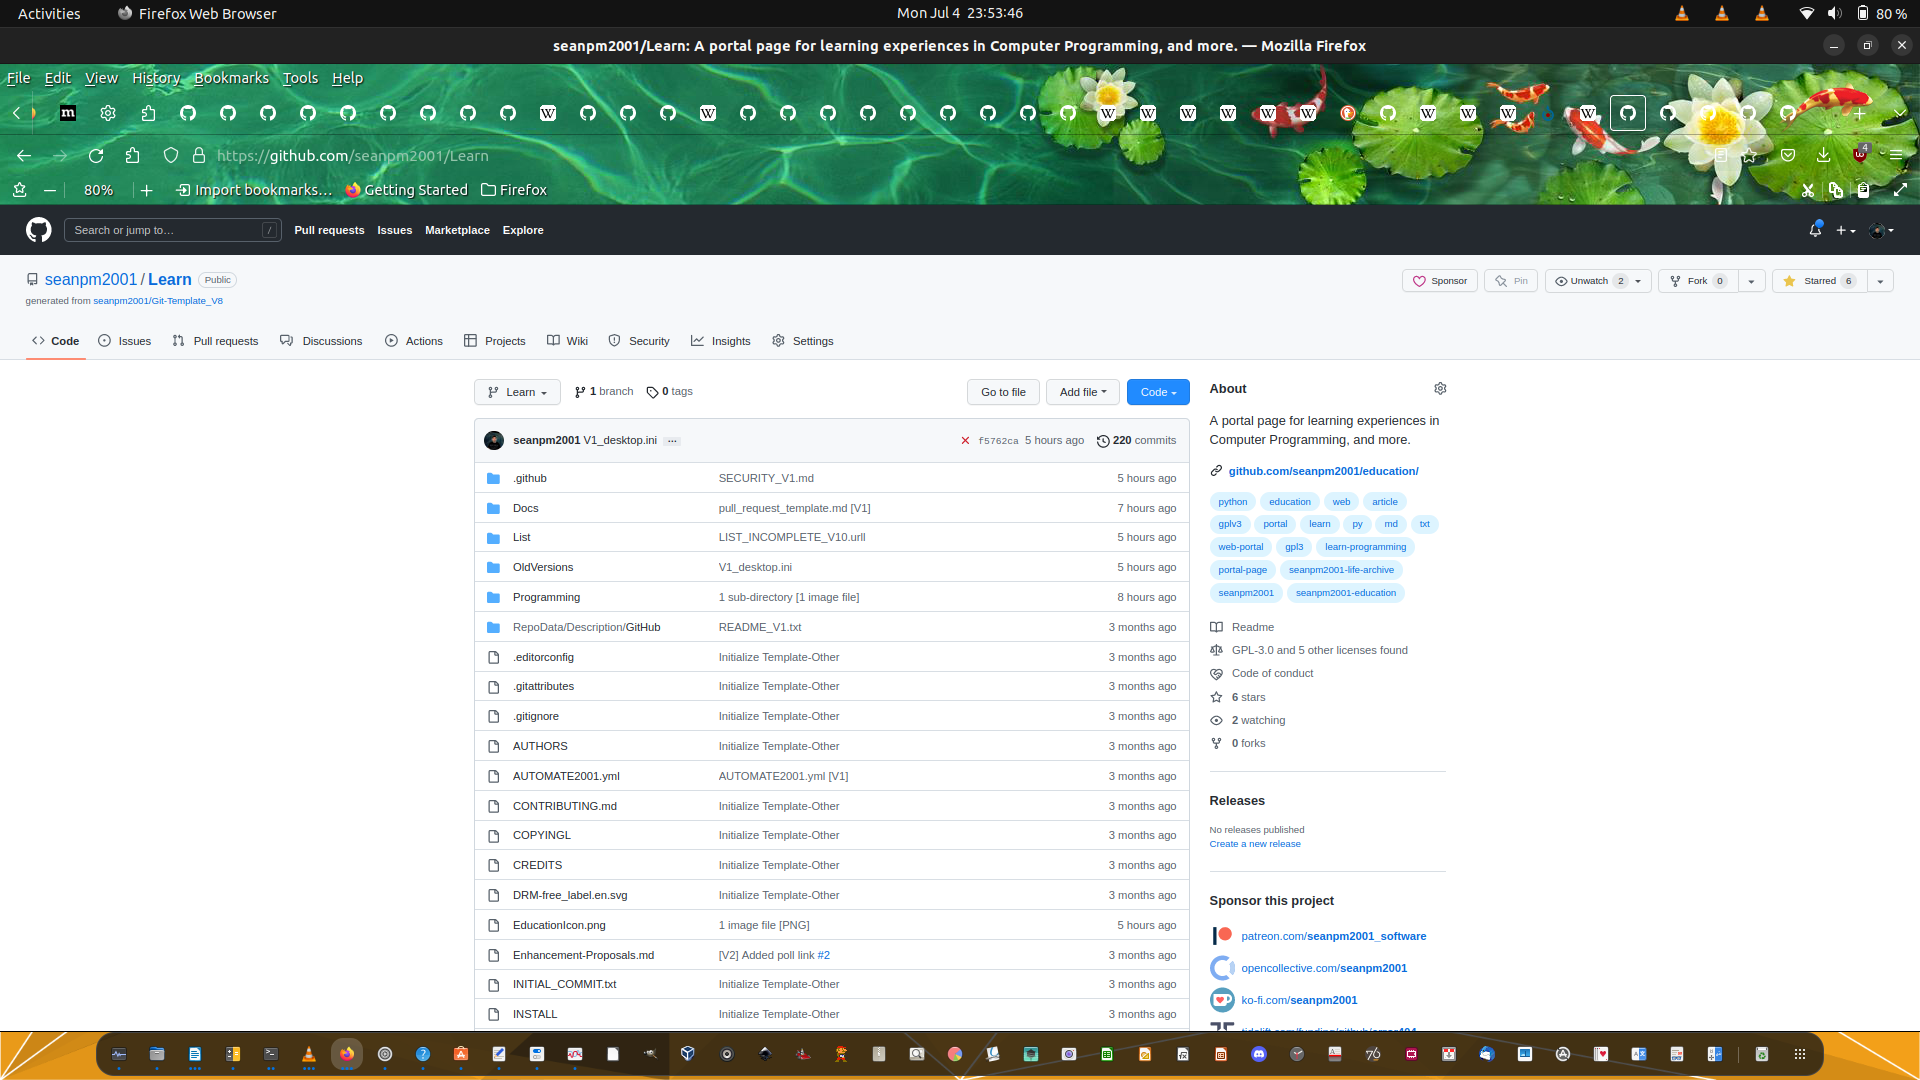 Activities Firefox Web Browser Mon Jul 4 23:53:46 80 %
seanpm2001/Learn: A portal page for learning experiences in Computer Programming, and more. — Mozilla Firefox
File Edit View History Bookmarks Tools Help
https://github.com/seanpm2001/Learn 4
80% Import bookmarks… Getting Started Firefox
Search or jump to… / Pull requests Issues Marketplace Explore
seanpm2001 / Learn Public Sponsor Pin Unwatch 2 Fork 0 Starred 6
generated from seanpm2001/Git-Template_V8
Code Issues Pull requests Discussions Actions Projects Wiki Security Insights Settings
Learn 1 branch 0 tags Go to file Add file Code
seanpm2001 V1_desktop.ini … f5762ca 5 hours ago 220 commits
.github SECURITY_V1.md 5 hours ago
Docs pull_request_template.md [V1] 7 hours ago
List LIST_INCOMPLETE_V10.urll 5 hours ago
OldVersions V1_desktop.ini 5 hours ago
Programming 1 sub-directory [1 image file] 8 hours ago
RepoData/Description/GitHub README_V1.txt 3 months ago
.editorconfig Initialize Template-Other 3 months ago
.gitattributes Initialize Template-Other 3 months ago
.gitignore Initialize Template-Other 3 months ago
AUTHORS Initialize Template-Other 3 months ago
AUTOMATE2001.yml AUTOMATE2001.yml [V1] 3 months ago
CONTRIBUTING.md Initialize Template-Other 3 months ago
COPYINGL Initialize Template-Other 3 months ago
CREDITS Initialize Template-Other 3 months ago
DRM-free_label.en.svg Initialize Template-Other 3 months ago
EducationIcon.png 1 image file [PNG] 5 hours ago
Enhancement-Proposals.md [V2] Added poll link #2 3 months ago
INITIAL_COMMIT.txt Initialize Template-Other 3 months ago
INSTALL Initialize Template-Other 3 months ago
About
A portal page for learning experiences in
Computer Programming, and more.
github.com/seanpm2001/education/
python education web article
gplv3 portal learn py md txt
web-portal gpl3 learn-programming
portal-page seanpm2001-life-archive
seanpm2001 seanpm2001-education
Readme
GPL-3.0 and 5 other licenses found
Code of conduct
6 stars
2 watching
0 forks
Releases
No releases published
Create a new release
Sponsor this project
patreon.com/seanpm2001_software
opencollective.com/seanpm2001
ko-fi.com/seanpm2001